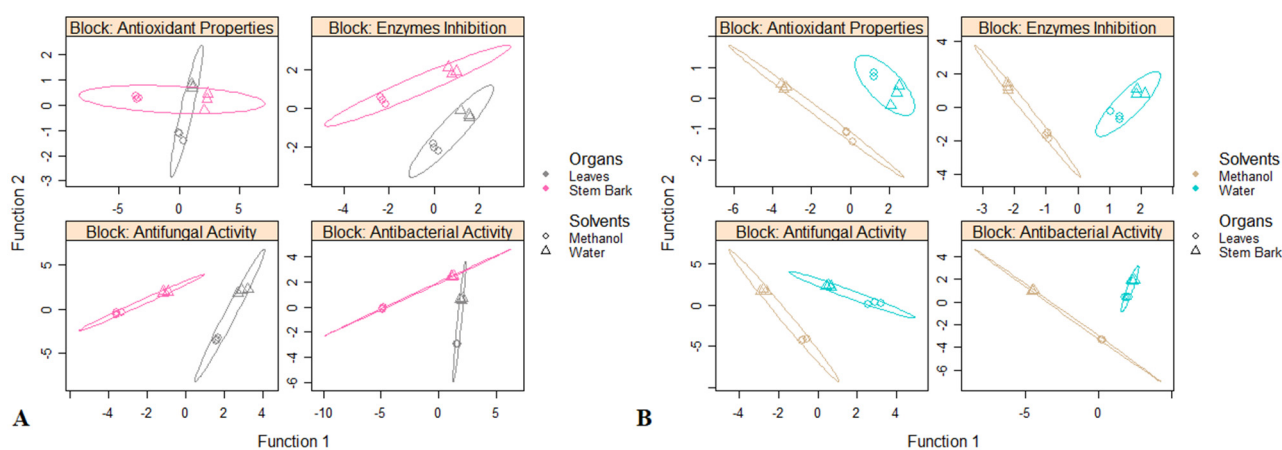 Block: Antioxidant Properties
Block: Enzymes Inhibition
2
1
0
-1
-2
-3
-5
0
5
2
0
-2
-4
-2
0
2
Block: Antifungal Activity
Block: Antibacterial Activity
5
0
-5
-4
-2
0
2
4
4
2
0
-2
-4
-6
-10
-5
0
5
Function 2
Function 1
A
Organs
Leaves
Stem Bark
Solvents
Methanol
Water
Block: Antioxidant Properties
Block: Enzymes Inhibition
1
0
-1
-2
-6
-4
-2
0
2
4
4
2
0
-2
-4
-3
-2
-1
0
1
2
Block: Antifungal Activity
Block: Antibacterial Activity
5
0
-5
-4
-2
0
2
4
4
2
0
-2
-4
-6
-5
0
Function 2
Function 1
B
Solvents
Methanol
Water
Organs
Leaves
Stem Bark